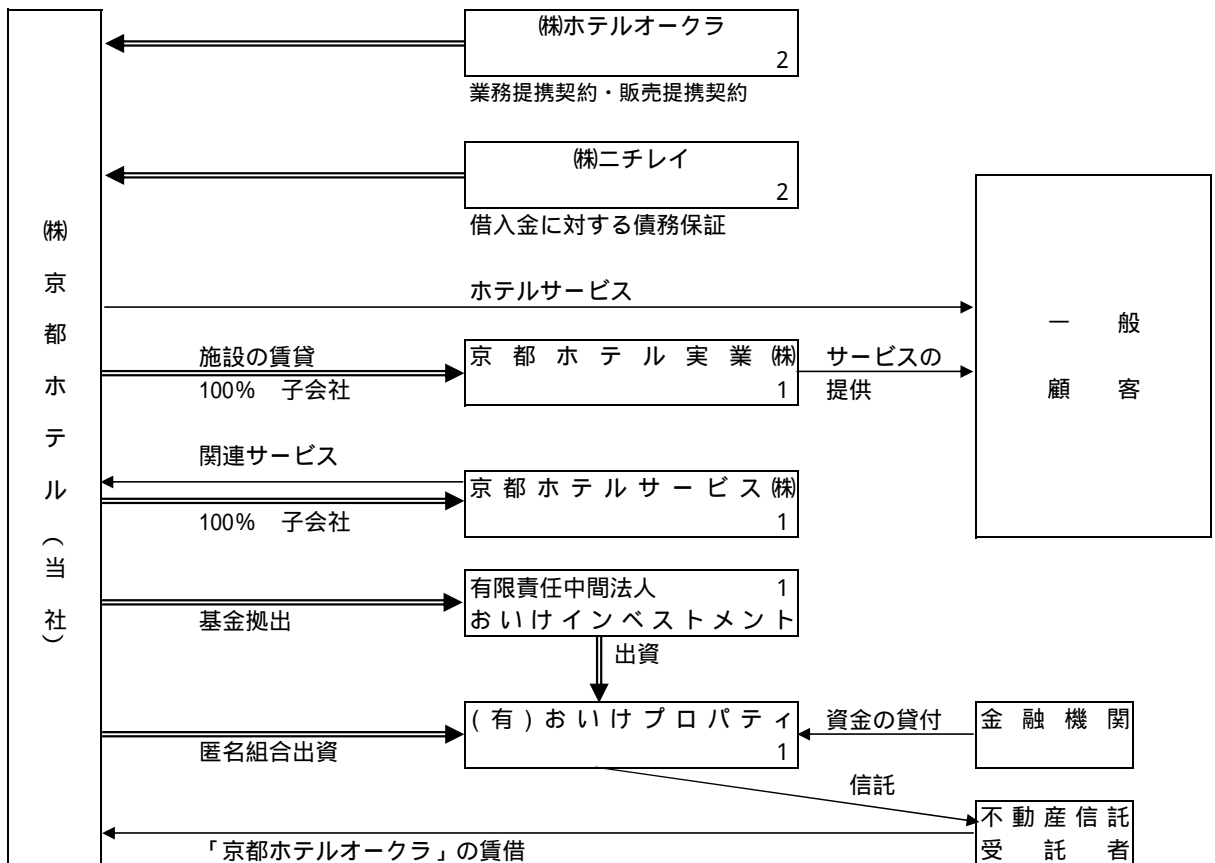 ㈱ホテルオークラ
2
業務提携契約・販売提携契約
㈱ニチレイ
2
借入金に対する債務保証
㈱京都ホテル（当社）
ホテルサービス
一般
顧客
施設の賃貸
100％ 子会社
京都ホテル実業㈱
1
サービスの
提供
関連サービス
100％ 子会社
京都ホテルサービス㈱
1
基金拠出
有限責任中間法人 1
おいけインベストメント
出資
匿名組合出資
(有)おいけプロパティ
1
資金の貸付
金融機関
信託
不動産信託
受託者
「京都ホテルオークラ」の賃借